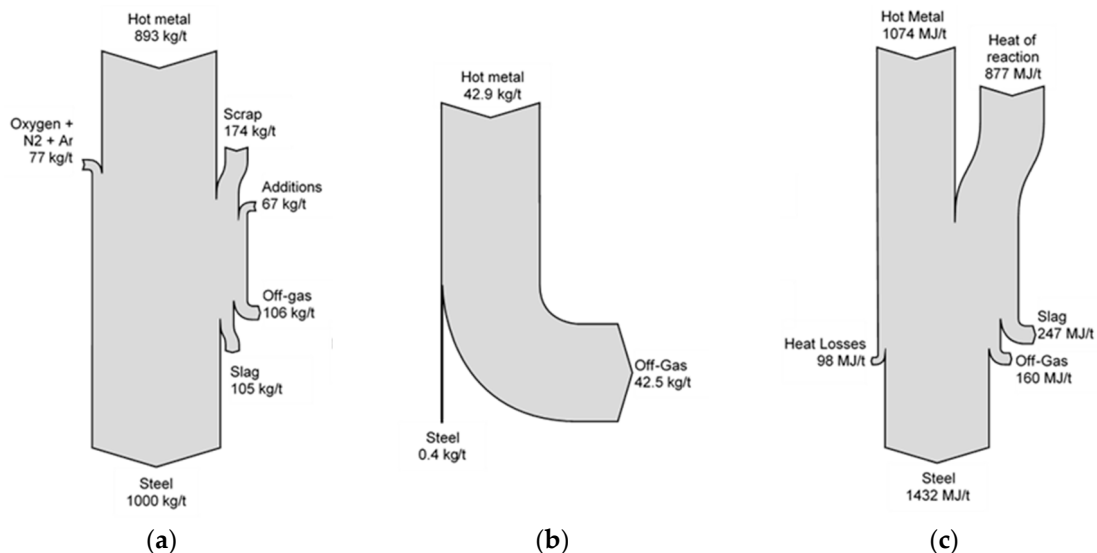 Hot metal
893 kg/t
Oxygen +
N2 + Ar
77 kg/t
Scrap
174 kg/t
Additions
67 kg/t
Off-gas
106 kg/t
Slag
105 kg/t
Steel
1000 kg/t
(a)
Hot metal
42.9 kg/t
Off-Gas
42.5 kg/t
Steel
0.4 kg/t
(b)
Hot Metal
1074 MJ/t
Heat of
reaction
877 MJ/t
Slag
247 MJ/t
Heat Losses
98 MJ/t
Off-Gas
160 MJ/t
Steel
1432 MJ/t
(c)